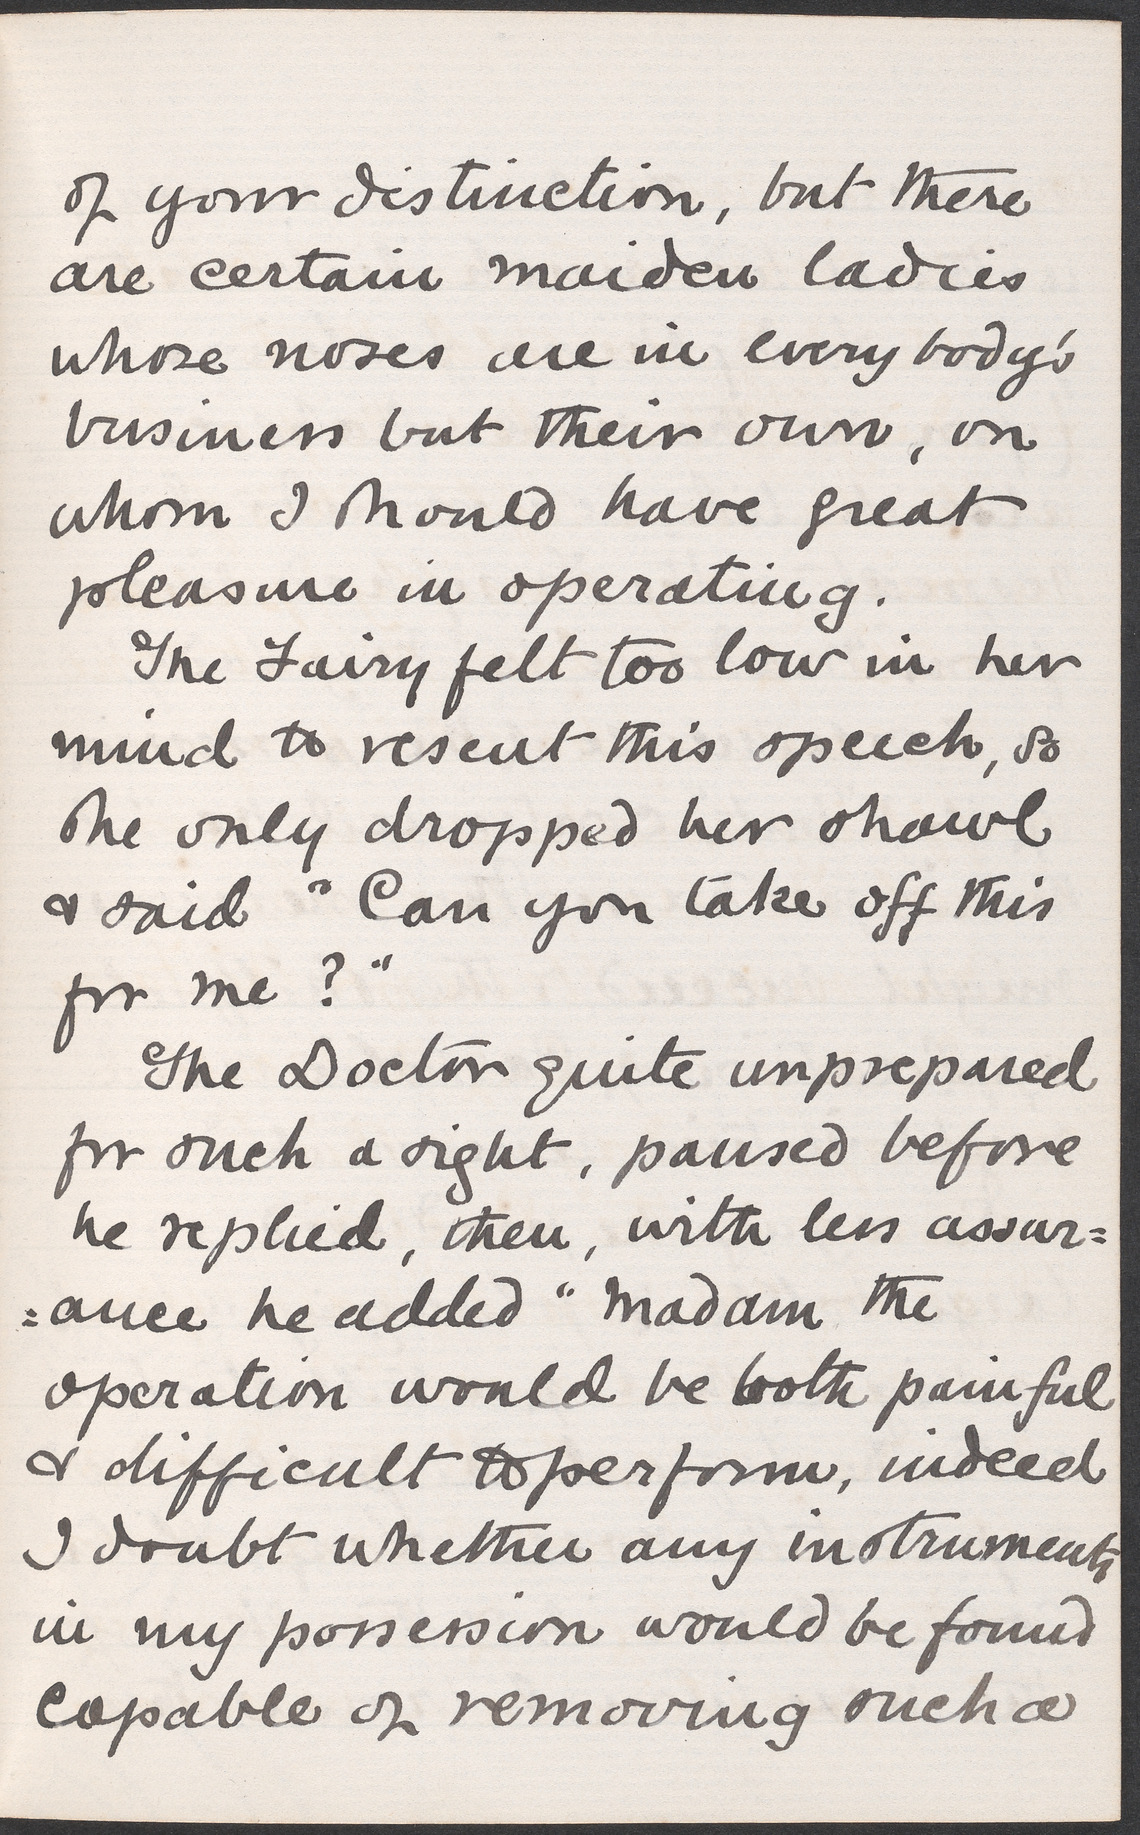 of your distinction, but there
are certain maiden ladies
whose noses are in every body's
business but their own, on
whom I should have great
pleasure in operating.
The Fairy felt too low in her
mind to resent this speech, so
she only dropped her shawl
& said "Can you take off this
for me?"
The Doctor quite unprepared
for such a sight, paused before
he replied, then, with less assur=
=ance he added "Madam the
operation would be both painful
& difficult to perform, indeed
I doubt whether any instruments
in my possession would be found
capable of removing such a